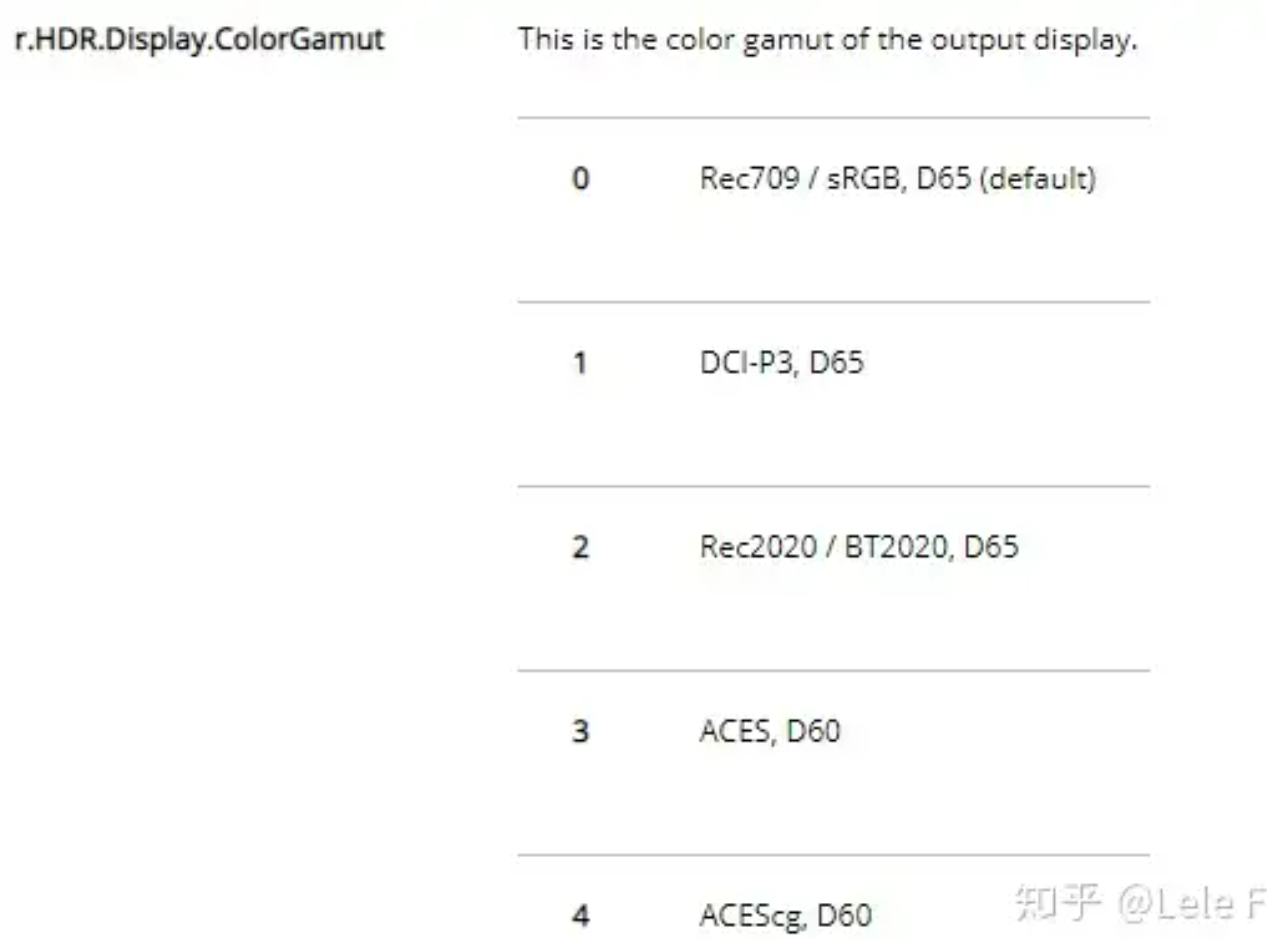 r.HDR.Display.ColorGamut This is the color gamut of the output display.
0 Rec709 / sRGB, D65 (default)
1 DCI-P3, D65
2 Rec2020 / BT2020, D65
3 ACES, D60
4 ACEScg, D60
知乎 @Lele F